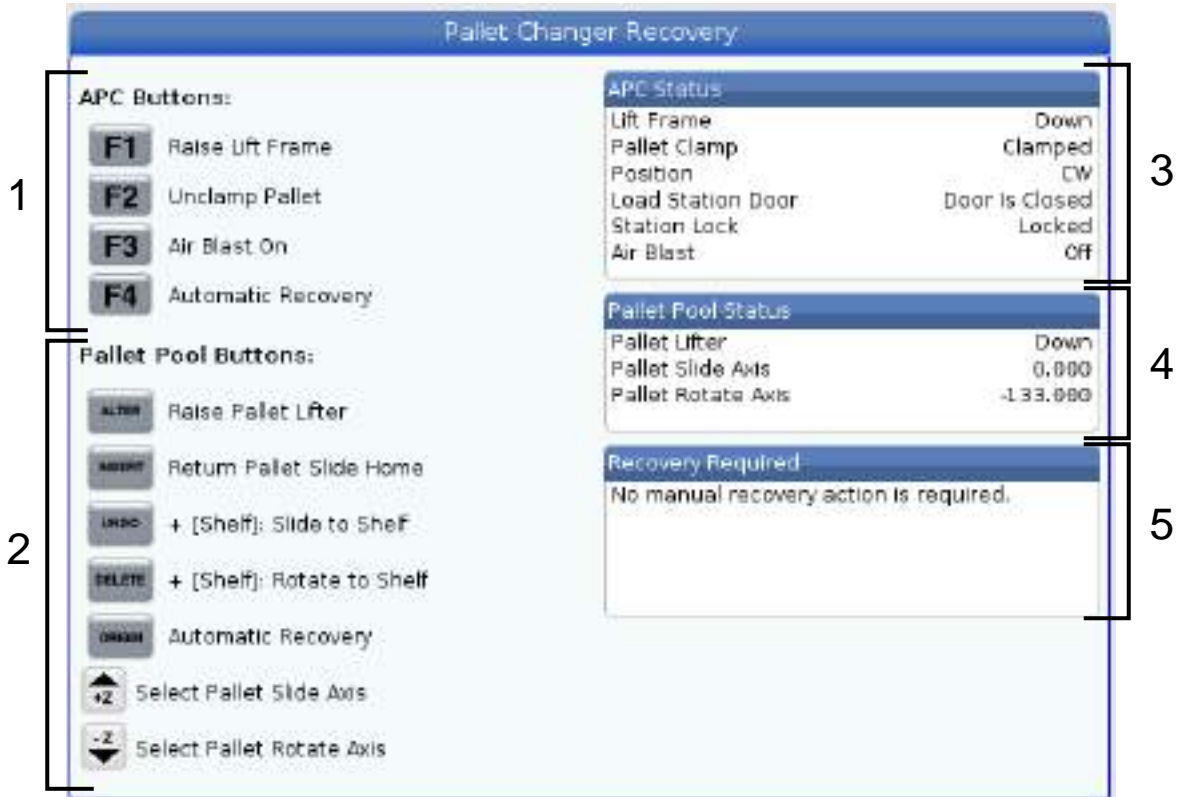 Pallet Changer Recovery
1
APC Buttons:
F1 Raise Lift Frame
F2 Unclamp Pallet
F3 Air Blast On
F4 Automatic Recovery
2
Pallet Pool Buttons:
ALTER Raise Pallet Lifter
INSERT Return Pallet Slide Home
UNDO + [Shelf]: Slide to Shelf
DELETE + [Shelf]: Rotate to Shelf
ORIGIN Automatic Recovery
+Z Select Pallet Slide Axis
-Z Select Pallet Rotate Axis
3
APC Status
Lift Frame Down
Pallet Clamp Clamped
Position CW
Load Station Door Door Is Closed
Station Lock Locked
Air Blast Off
4
Pallet Pool Status
Pallet Lifter Down
Pallet Slide Axis 0.000
Pallet Rotate Axis -133.000
5
Recovery Required
No manual recovery action is required.